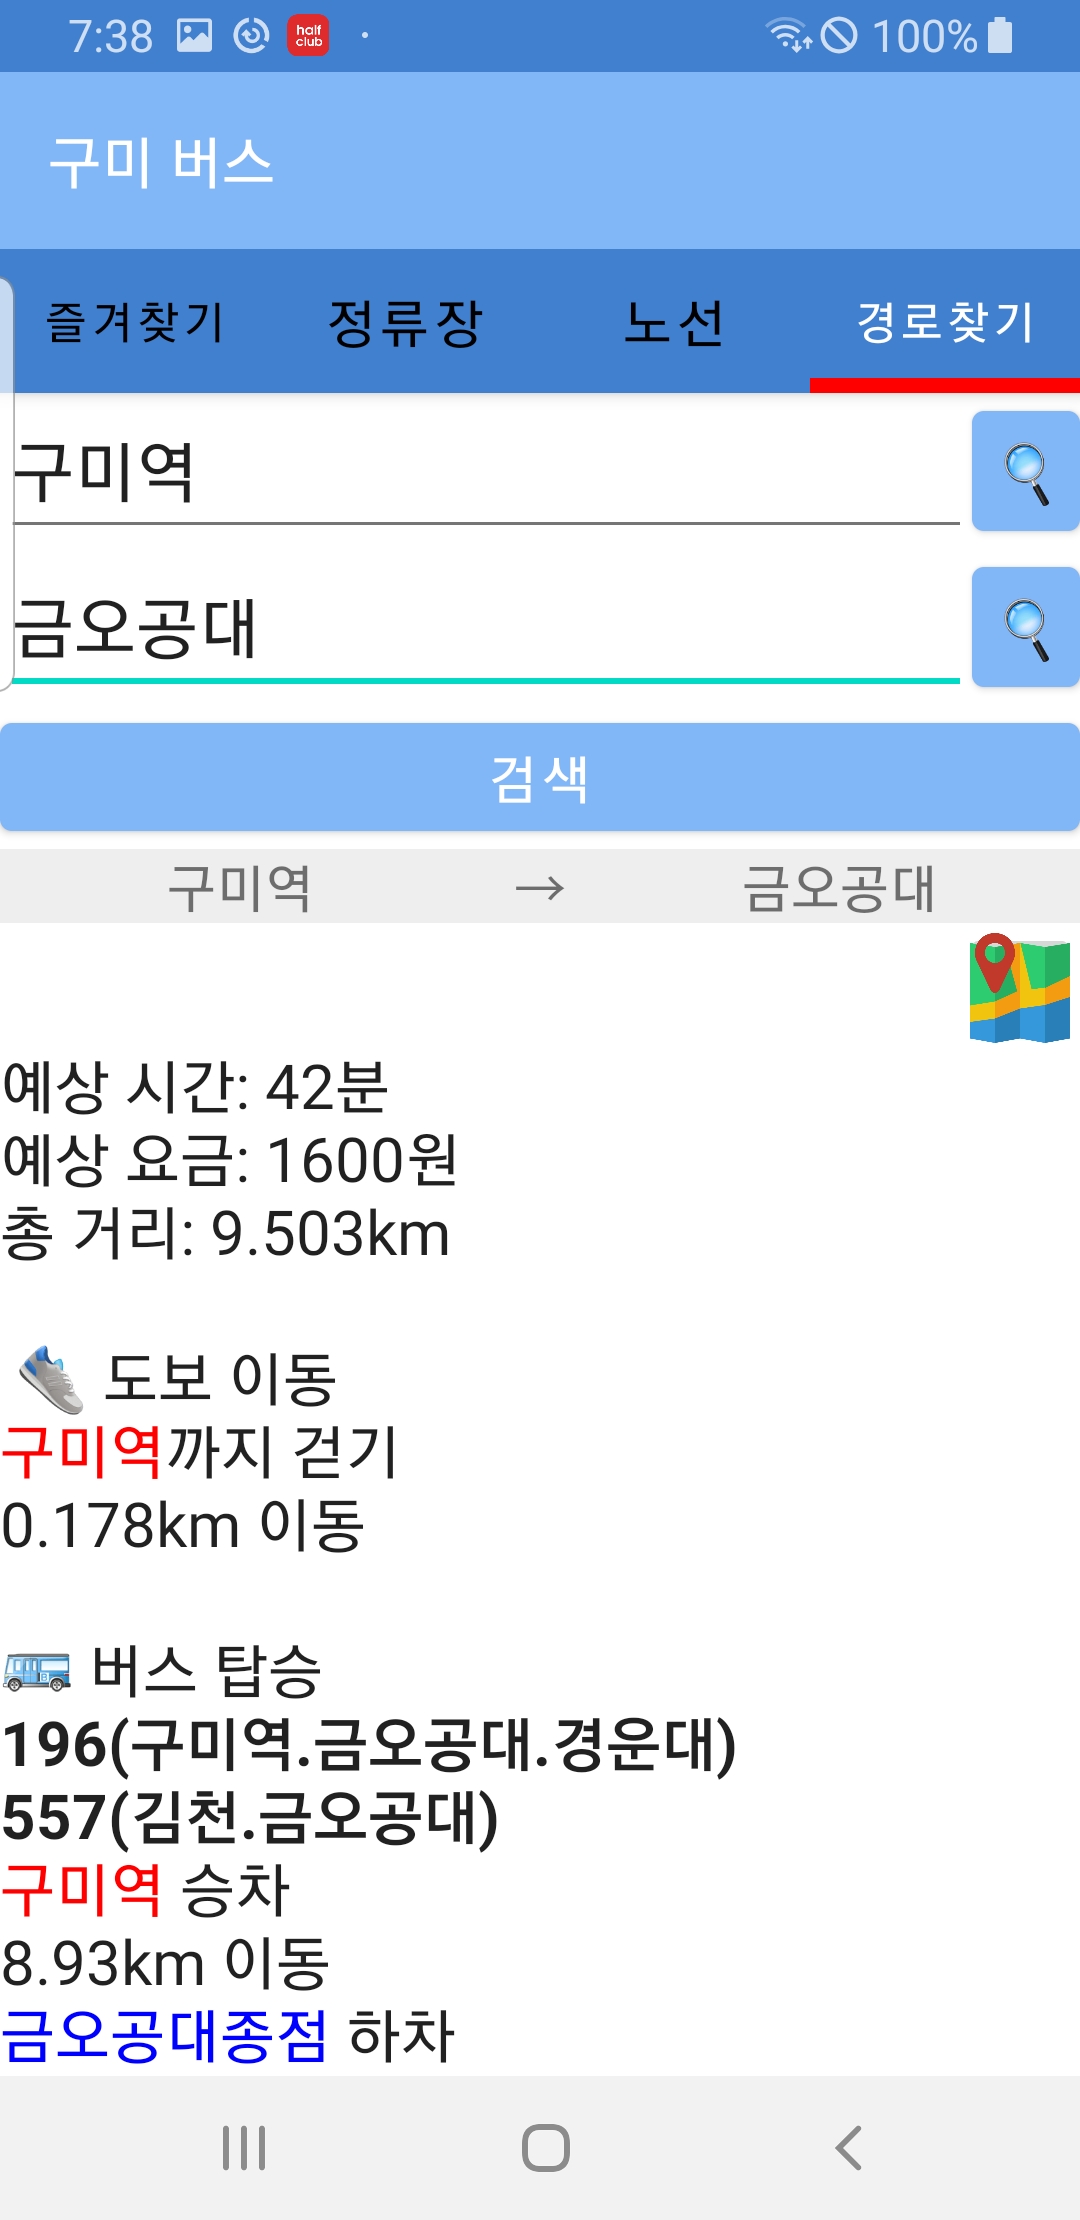 7:38 half club 100%
구미 버스
즐겨찾기 정류장 노선 경로찾기
구미역
금오공대
검색
구미역 → 금오공대
예상 시간: 42분
예상 요금: 1600원
총 거리: 9.503km
도보 이동
구미역까지 걷기
0.178km 이동
버스 탑승
196(구미역.금오공대.경운대)
557(김천.금오공대)
구미역 승차
8.93km 이동
금오공대종점 하차